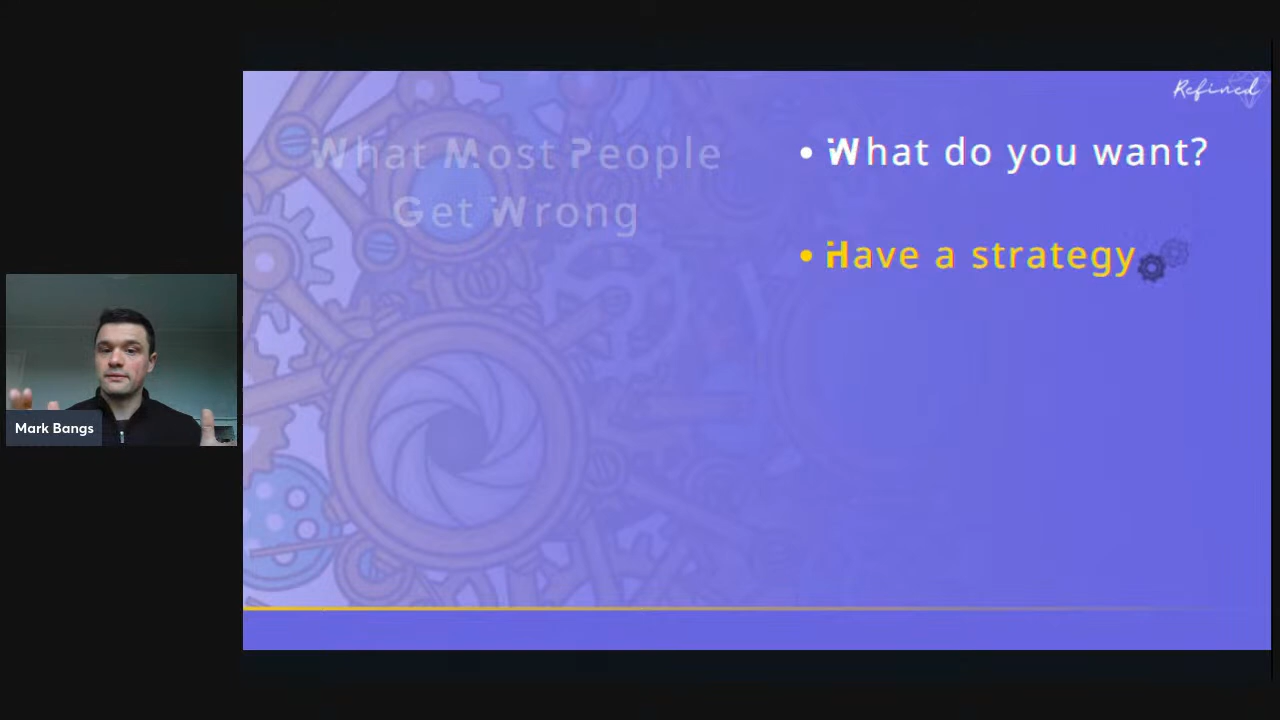 Refined
What Most People
Get Wrong
• What do you want?
• Have a strategy
Mark Bangs